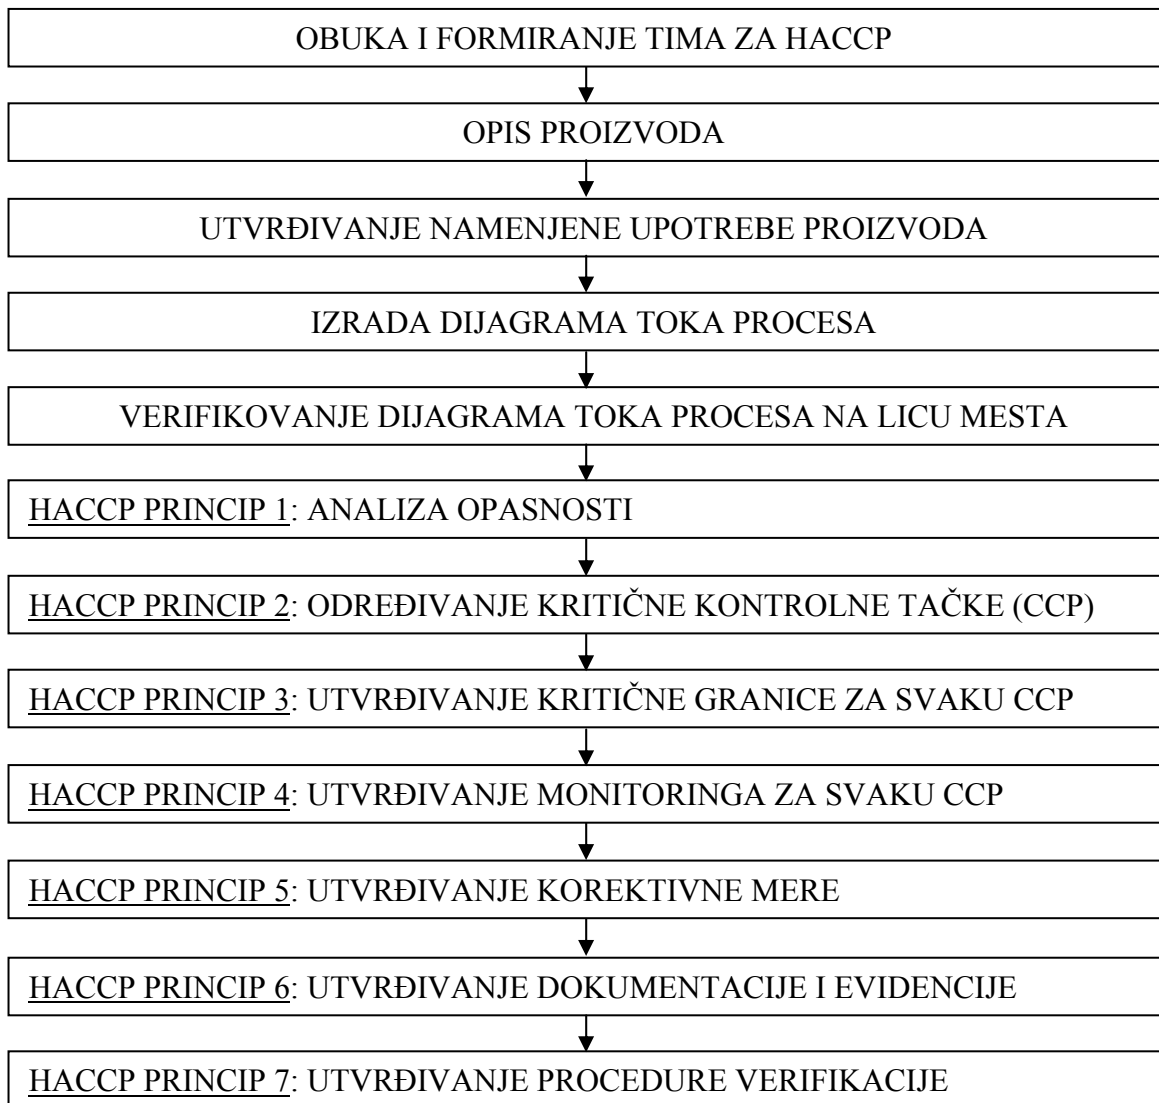 OBUKA I FORMIRANJE TIMA ZA HACCP
OPIS PROIZVODA
UTVRĐIVANJE NAMENJENE UPOTREBE PROIZVODA
IZRADA DIJAGRAMA TOKA PROCESA
VERIFIKOVANJE DIJAGRAMA TOKA PROCESA NA LICU MESTA
HACCP PRINCIP 1: ANALIZA OPASNOSTI
HACCP PRINCIP 2: ODREĐIVANJE KRITIČNE KONTROLNE TAČKE (CCP)
HACCP PRINCIP 3: UTVRĐIVANJE KRITIČNE GRANICE ZA SVAKU CCP
HACCP PRINCIP 4: UTVRĐIVANJE MONITORINGA ZA SVAKU CCP
HACCP PRINCIP 5: UTVRĐIVANJE KOREKTIVNE MERE
HACCP PRINCIP 6: UTVRĐIVANJE DOKUMENTACIJE I EVIDENCIJE
HACCP PRINCIP 7: UTVRĐIVANJE PROCEDURE VERIFIKACIJE